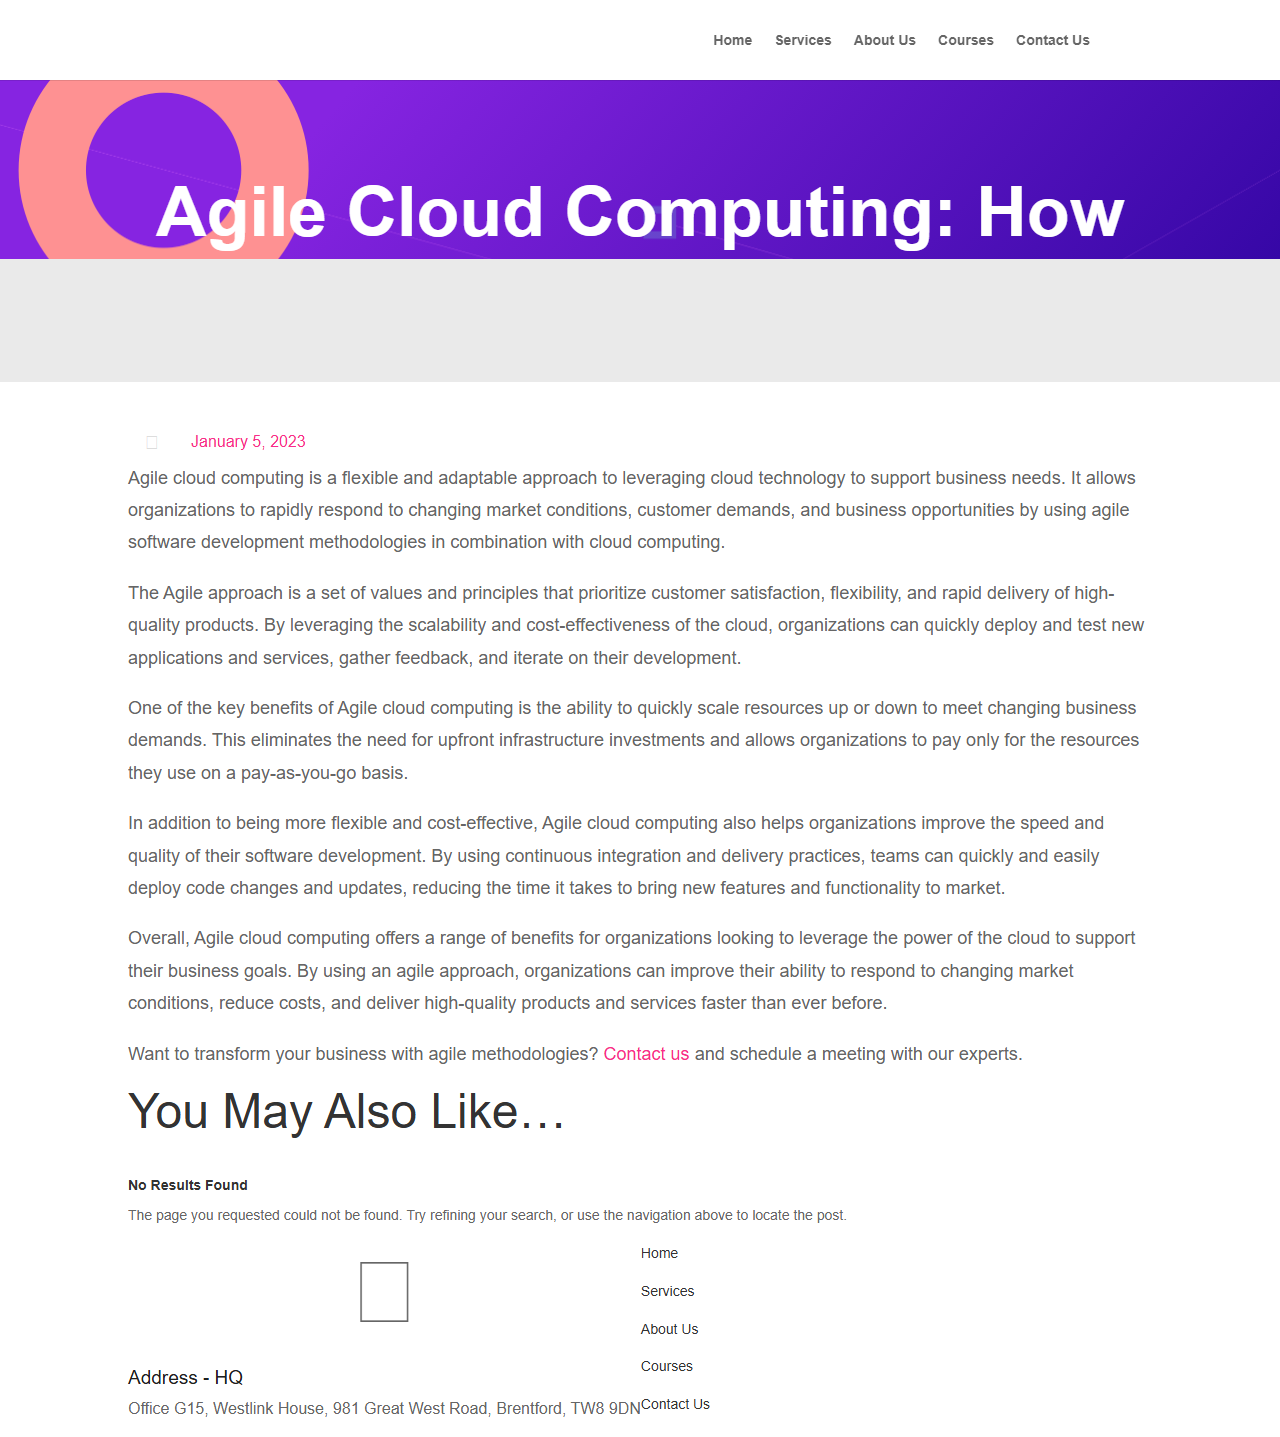 Home Services About Us Courses Contact Us
Agile Cloud Computing: How
January 5, 2023
Agile cloud computing is a flexible and adaptable approach to leveraging cloud technology to support business needs. It allows
organizations to rapidly respond to changing market conditions, customer demands, and business opportunities by using agile
software development methodologies in combination with cloud computing.
The Agile approach is a set of values and principles that prioritize customer satisfaction, flexibility, and rapid delivery of high-
quality products. By leveraging the scalability and cost-effectiveness of the cloud, organizations can quickly deploy and test new
applications and services, gather feedback, and iterate on their development.
One of the key benefits of Agile cloud computing is the ability to quickly scale resources up or down to meet changing business
demands. This eliminates the need for upfront infrastructure investments and allows organizations to pay only for the resources
they use on a pay-as-you-go basis.
In addition to being more flexible and cost-effective, Agile cloud computing also helps organizations improve the speed and
quality of their software development. By using continuous integration and delivery practices, teams can quickly and easily
deploy code changes and updates, reducing the time it takes to bring new features and functionality to market.
Overall, Agile cloud computing offers a range of benefits for organizations looking to leverage the power of the cloud to support
their business goals. By using an agile approach, organizations can improve their ability to respond to changing market
conditions, reduce costs, and deliver high-quality products and services faster than ever before.
Want to transform your business with agile methodologies? Contact us and schedule a meeting with our experts.
You May Also Like…
No Results Found
The page you requested could not be found. Try refining your search, or use the navigation above to locate the post.
Address - HQ
Office G15, Westlink House, 981 Great West Road, Brentford, TW8 9DN
Home
Services
About Us
Courses
Contact Us